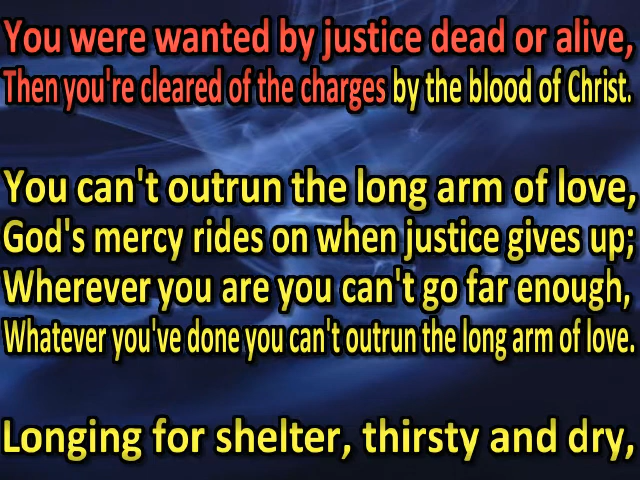 You were wanted by justice dead or alive,
Then you're cleared of the charges by the blood of Christ.
You can't outrun the long arm of love,
God's mercy rides on when justice gives up;
Wherever you are you can't go far enough,
Whatever you've done you can't outrun the long arm of love.
Longing for shelter, thirsty and dry,